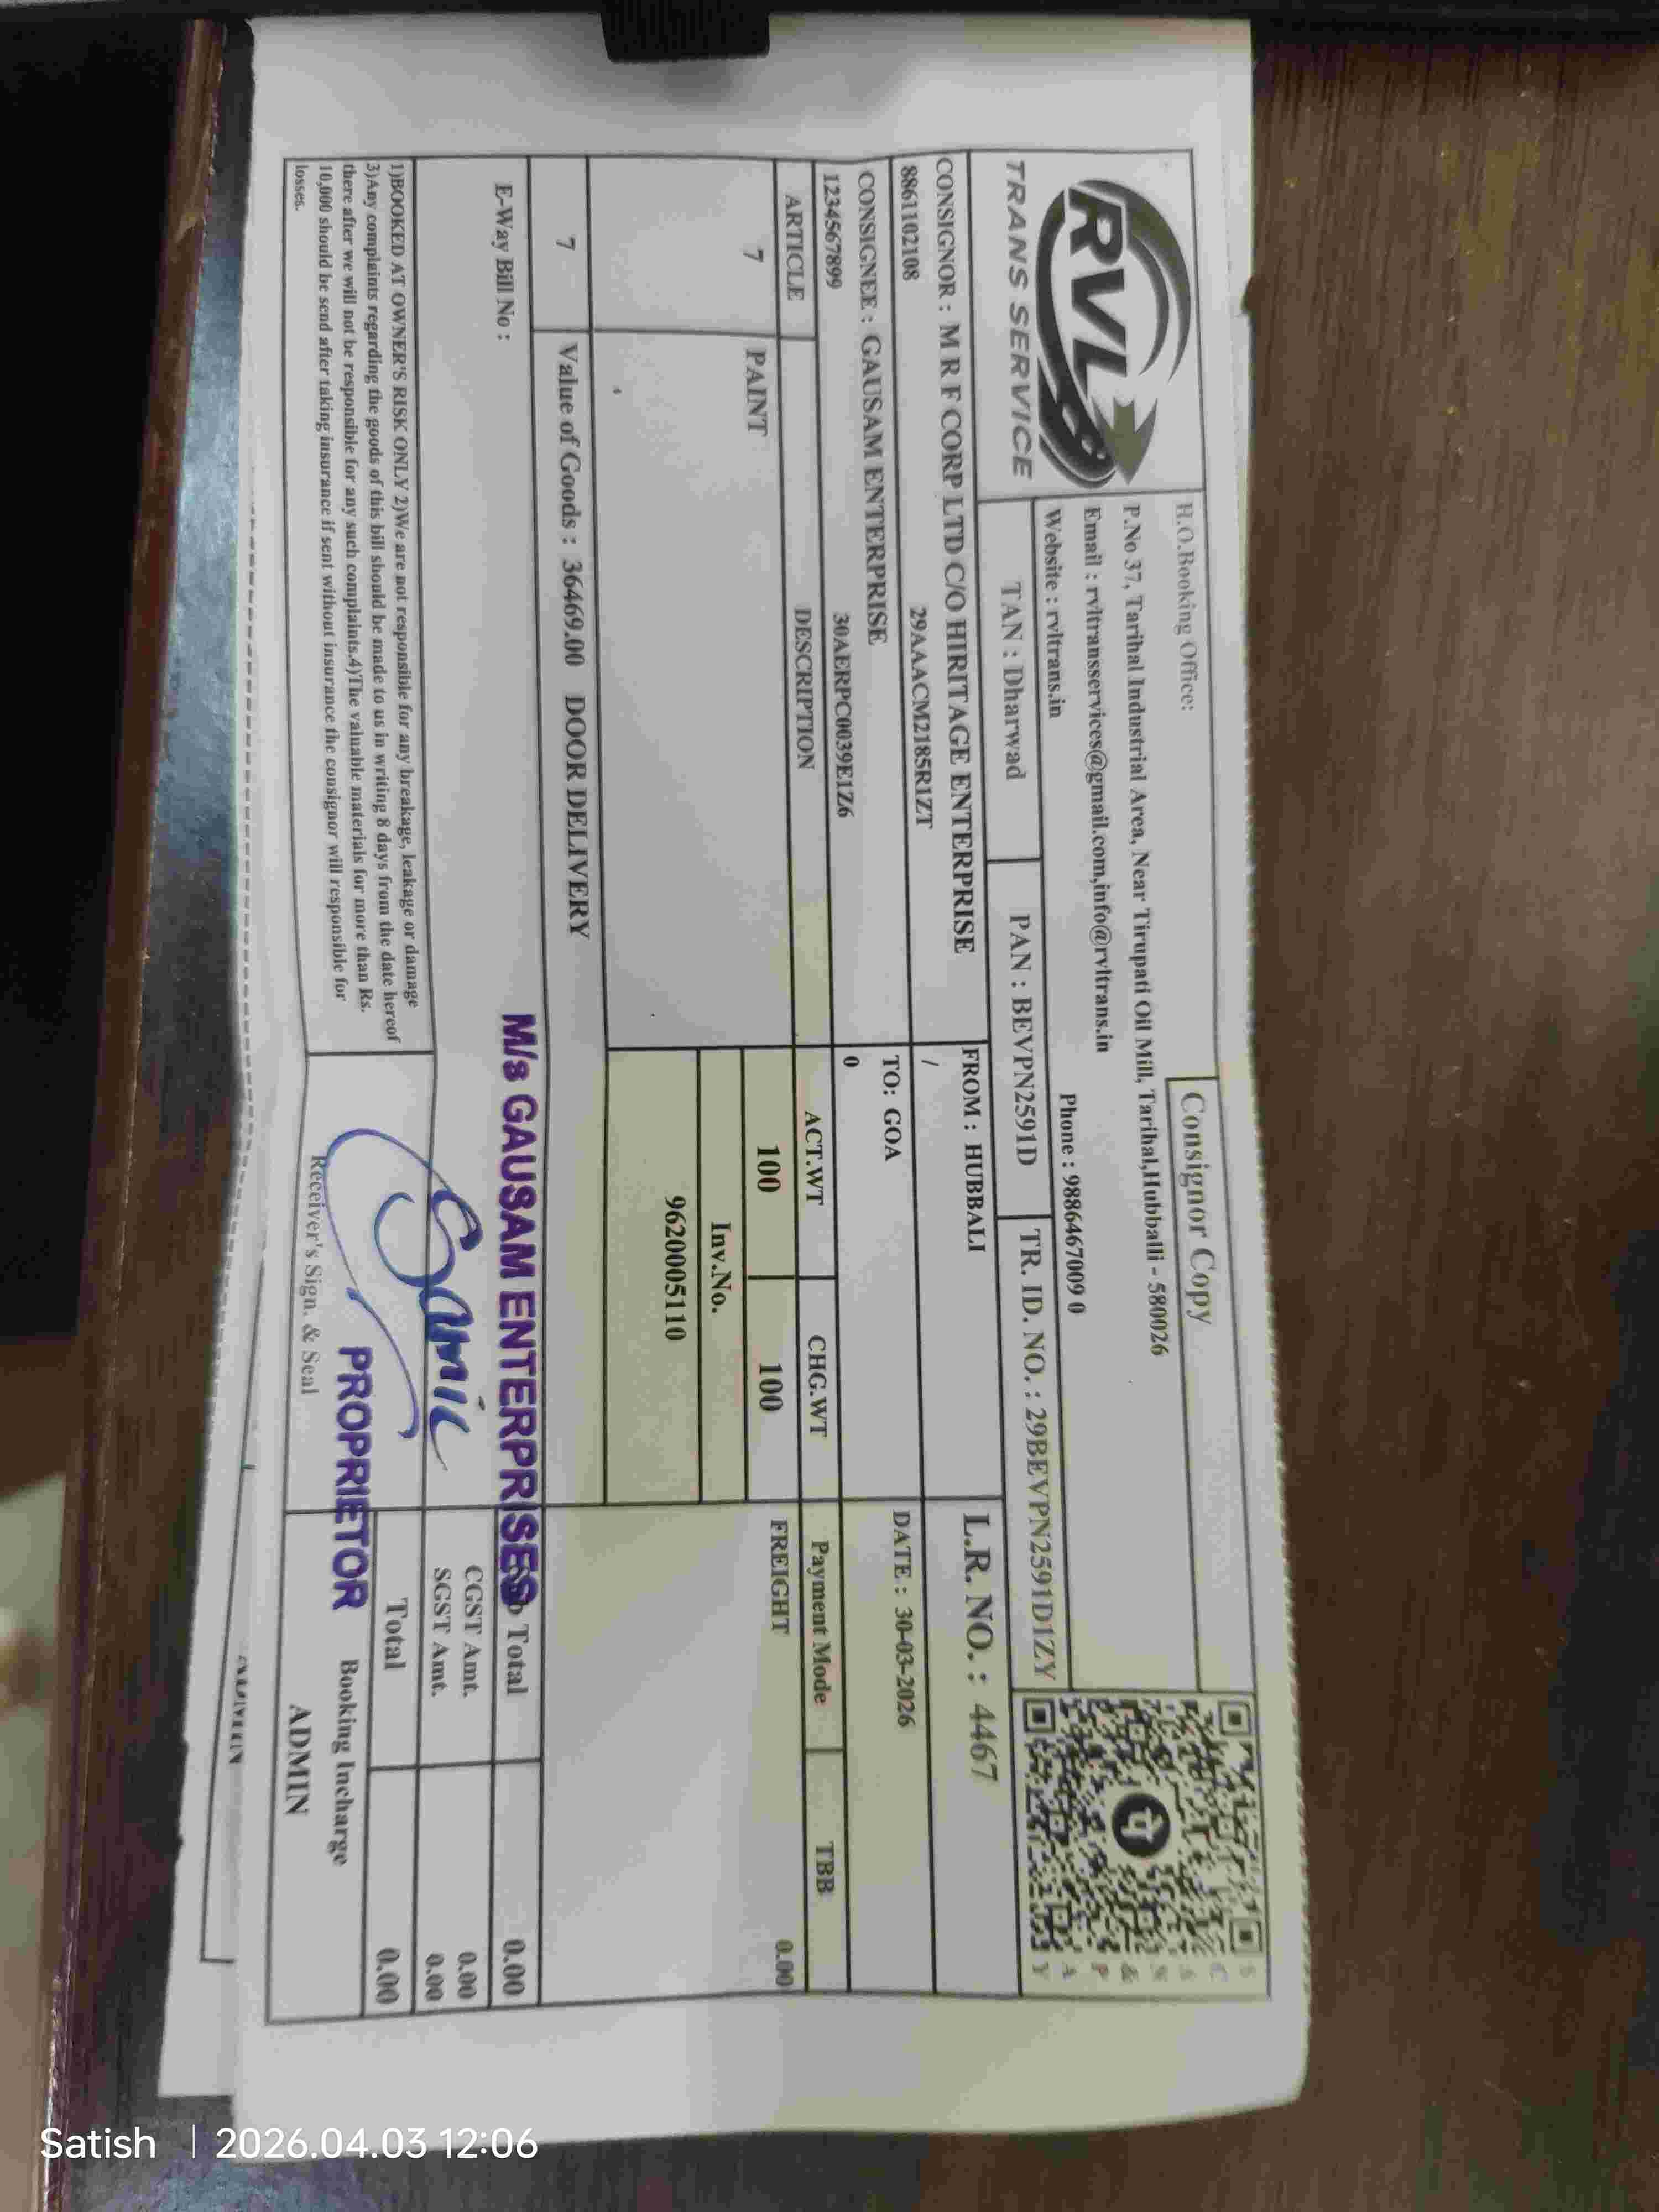 RVL
TRANS SERVICE
H.O.Booking Office:
Consignor Copy
P.No 37, Tarihal Industrial Area, Near Tirupati Oil Mill, Tarihal,Hubballi - 580026
Email : rvltransservices@gmail.com,info@rvltrans.in
Website : rvltrans.in
Phone : 9886467009 0
SCAN & PAY
TAN : Dharwad
PAN : BEVPN2591D
TR. ID. NO. : 29BEVPN2591D1ZY
CONSIGNOR : M R F CORP LTD C/O HIRITAGE ENTERPRISE
FROM : HUBBALI
L.R. NO. : 4467
8861102108
29AAACM2185R1ZT
/
CONSIGNEE : GAUSAM ENTERPRISE
TO: GOA
DATE : 30-03-2026
1234567899
30AERPC0039E1Z6
0
ARTICLE
DESCRIPTION
ACT.WT
CHG.WT
Payment Mode
TBB
7
PAINT
100
100
FREIGHT
0.00
Inv.No.
9620005110
7
Value of Goods : 36469.00 DOOR DELIVERY
E-Way Bill No :
M/s GAUSAM ENTERPRISES
Total
0.00
CGST Amt.
0.00
SGST Amt.
0.00
Total
0.00
1)BOOKED AT OWNER'S RISK ONLY 2)We are not responsible for any breakage, leakage or damage
3)Any complaints regarding the goods of this bill should be made to us in writing 8 days from the date hereof
there after we will not be responsible for any such complaints.4)The valuable materials for more than Rs.
10,000 should be send after taking insurance if sent without insurance the consignor will responsible for
losses.
PROPRIETOR
Receiver's Sign. & Seal
Booking Incharge
ADMIN
ADMIN
Satish | 2026.04.03 12:06